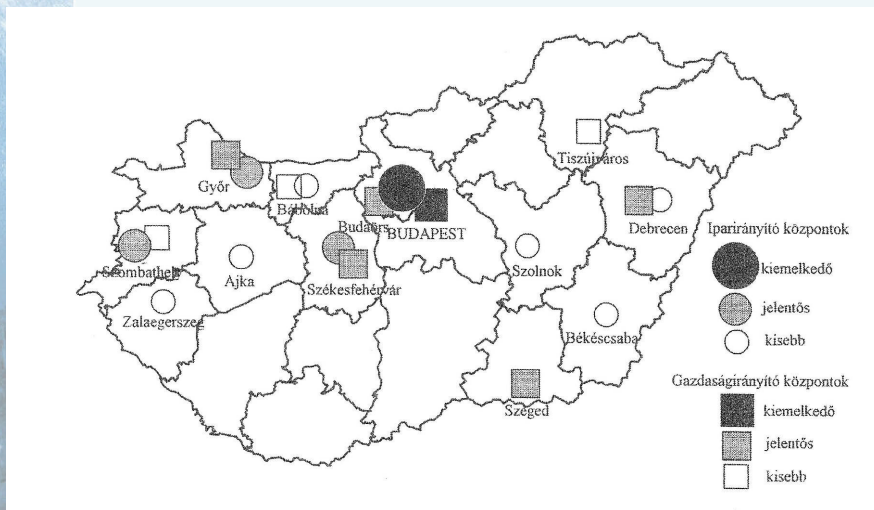 Tiszújváros
Győr
Bábolna
Budaörs
BUDAPEST
Debrecen
Szombathely
Ajka
Székesfehérvár
Szolnok
Zalaegerszeg
Békéscsaba
Szeged
Iparirányító központok
kiemelkedő
jelentős
kisebb
Gazdaságirányító központok
kiemelkedő
jelentős
kisebb